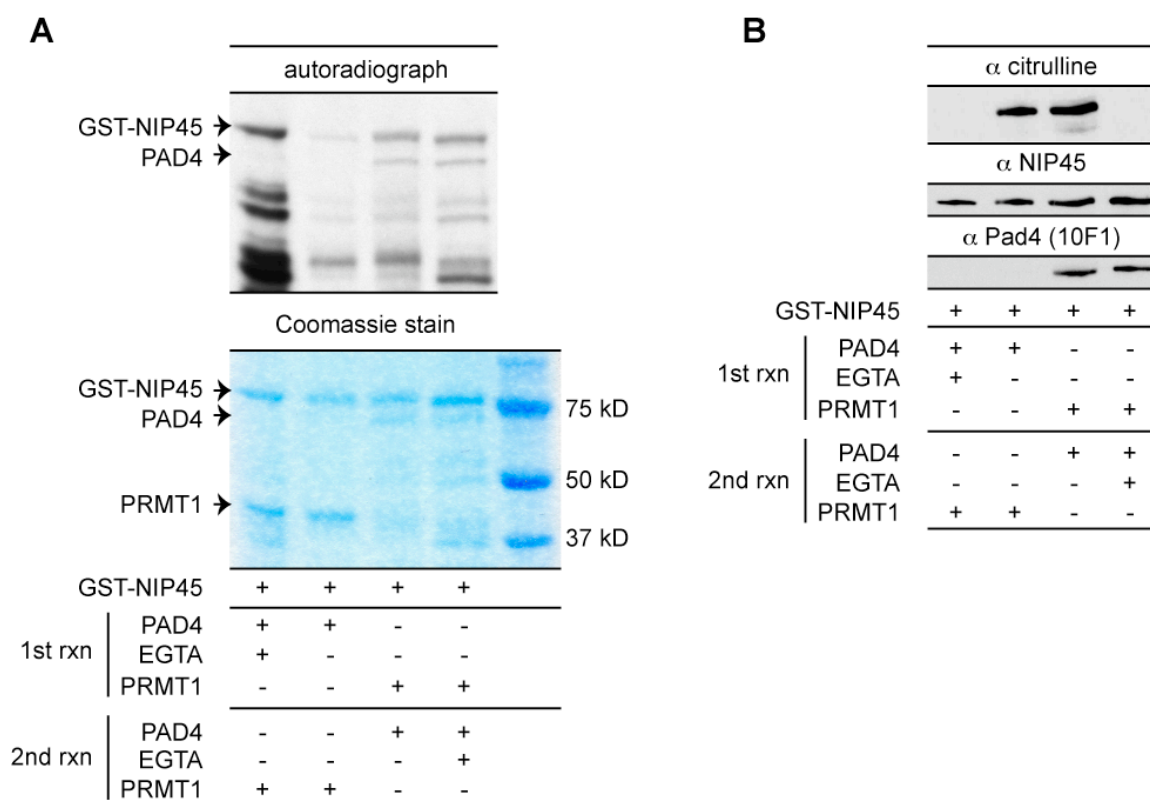 A
autoradiograph
GST-NIP45
PAD4
Coomassie stain
GST-NIP45
PAD4
75 kD
50 kD
PRMT1
37 kD
GST-NIP45 + + + +
1st rxn
PAD4 + + - -
EGTA + - - -
PRMT1 - - + +
2nd rxn
PAD4 - - + +
EGTA - - - +
PRMT1 + + - -
B
α citrulline
α NIP45
α Pad4 (10F1)
GST-NIP45 + + + +
1st rxn
PAD4 + + - -
EGTA + - - -
PRMT1 - - + +
2nd rxn
PAD4 - - + +
EGTA - - - +
PRMT1 + + - -